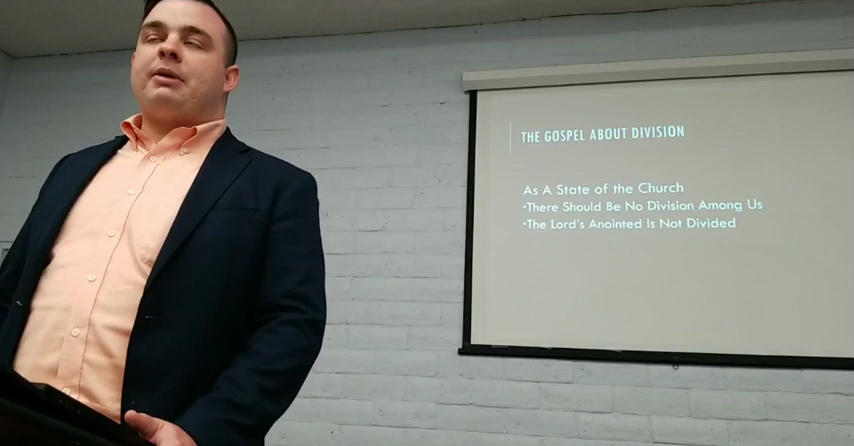 THE GOSPEL ABOUT DIVISION
As A State of the Church
•There Should Be No Division Among Us
•The Lord's Anointed Is Not Divided